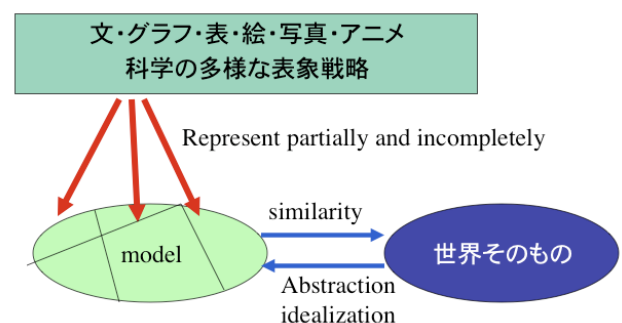 文・グラフ・表・絵・写真・アニメ
科学の多様な表象戦略
Represent partially and incompletely
similarity
model
世界そのもの
Abstraction
idealization